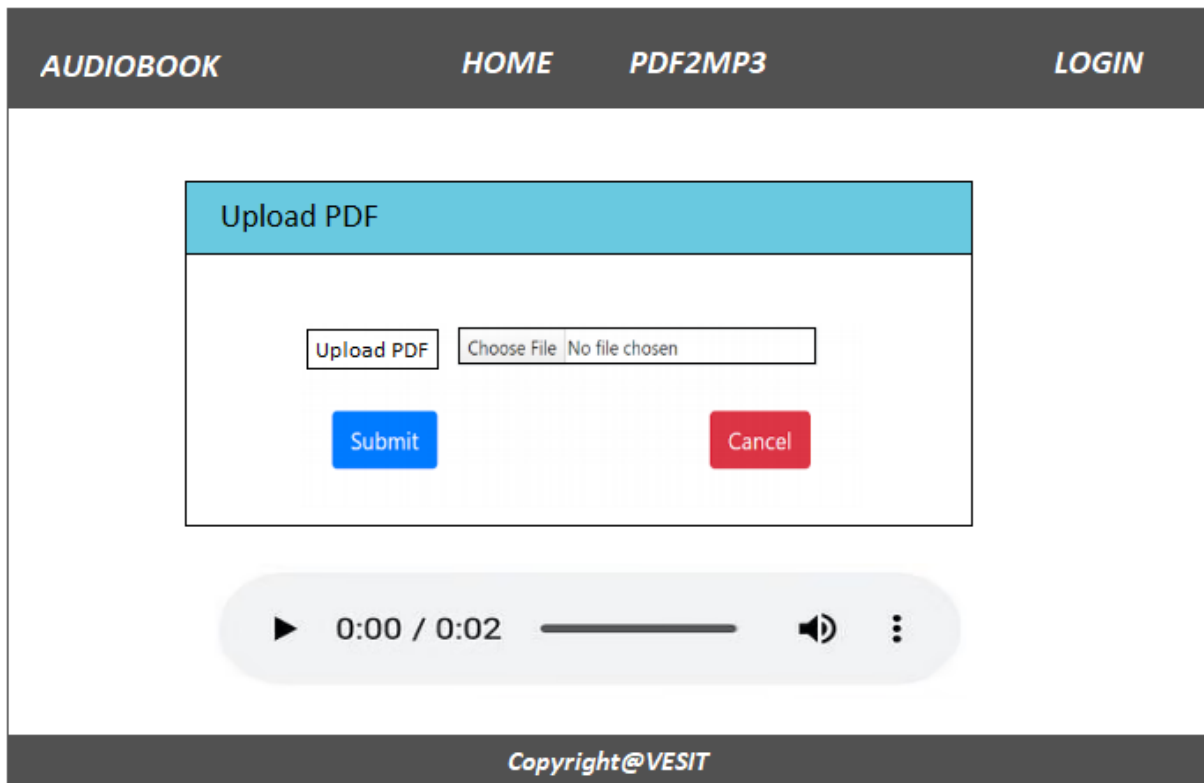 AUDIOBOOK HOME PDF2MP3 LOGIN
Upload PDF
Upload PDF Choose File No file chosen
Submit Cancel
0:00 / 0:02
Copyright@VESIT